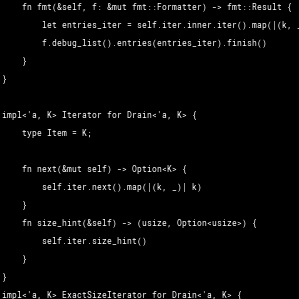 fn fmt(&self, f: &mut fmt::Formatter) -> fmt::Result {
let entries_iter = self.iter.inner.iter().map(|(k,
f.debug_list().entries(entries_iter).finish()
}
}
impl<'a, K> Iterator for Drain<'a, K> {
type Item = K;
fn next(&mut self) -> Option<K> {
self.iter.next().map(|(k, _)| k)
}
fn size_hint(&self) -> (usize, Option<usize>) {
self.iter.size_hint()
}
}
impl<'a, K> ExactSizeIterator for Drain<'a, K> {